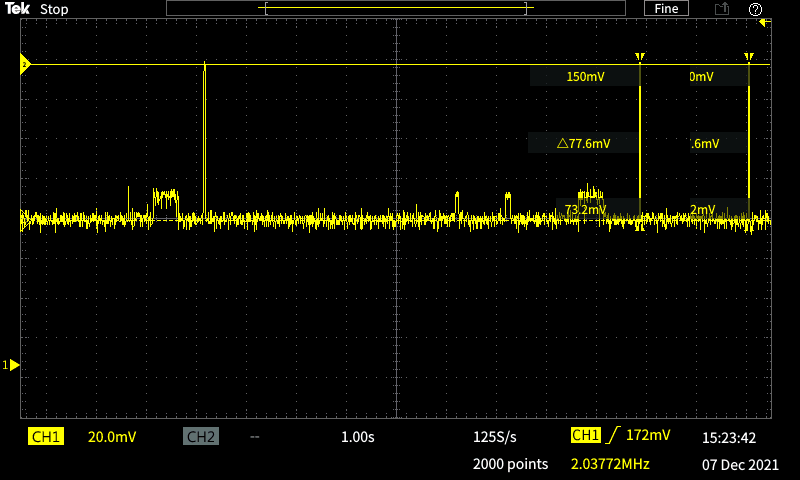 Tek Stop Fine
2
150mV 0mV
△77.6mV .6mV
73.2mV 2mV
1
CH1 20.0mV CH2 -- 1.00s 125S/s CH1 172mV 15:23:42
2000 points 2.03772MHz 07 Dec 2021